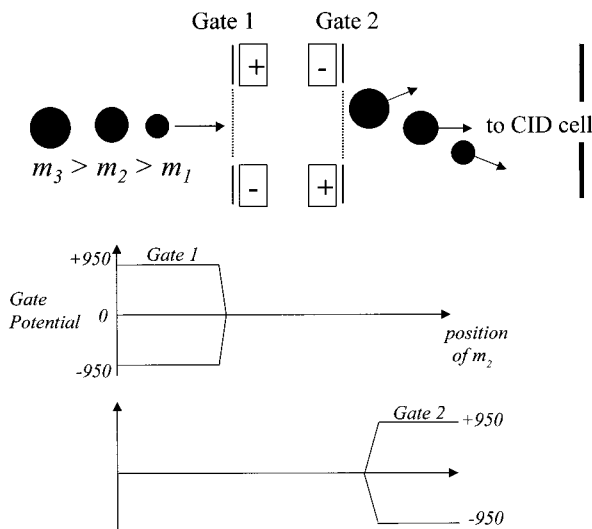 Gate 1 Gate 2
+ -
to CID cell
m3 > m2 > m1
- +
+950 Gate 1
Gate
Potential 0
position
of m2
-950
Gate 2 +950
-950